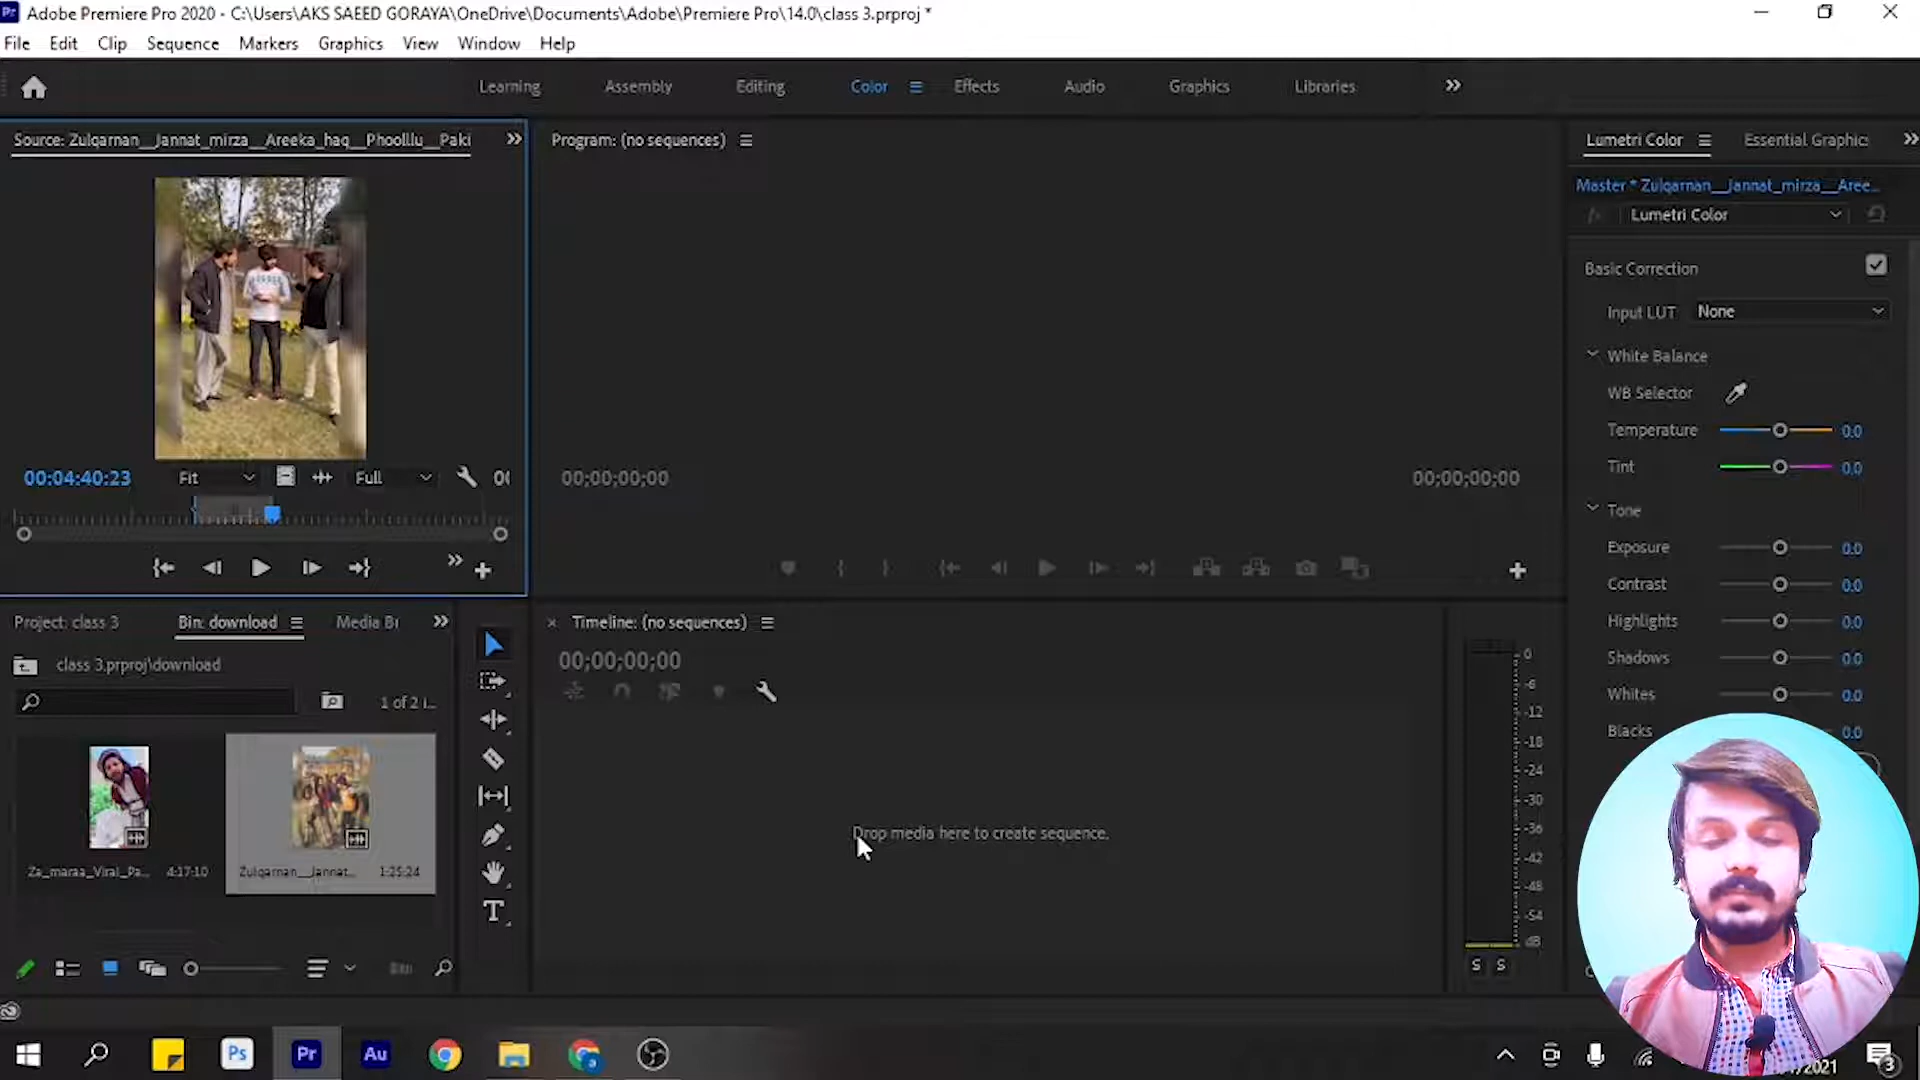 Adobe Premiere Pro 2020 - C:\Users\AKS SAEED GORAYA\OneDrive\Documents\Adobe\Premiere Pro\14.0\class 3.prproj *
File Edit Clip Sequence Markers Graphics View Window Help
Learning Assembly Editing Color Effects Audio Graphics Libraries
Source: Zulqarnan__Jannat_mirza__Areeka_haq__Phoolllu__Paki
Program: (no sequences)
Lumetri Color Essential Graphics
Master * Zulqarnan__Jannat_mirza__Aree...
fx Lumetri Color
Basic Correction
Input LUT None
White Balance
WB Selector
Temperature 0.0
Tint 0.0
00:04:40:23 Fit Full
00;00;00;00 00;00;00;00
Tone
Exposure 0.0
Contrast 0.0
Highlights 0.0
Shadows 0.0
Whites 0.0
Blacks 0.0
Project: class 3 Bin: download Media Br
Timeline: (no sequences)
class 3.prproj\download
00;00;00;00
1 of 2 i...
Za_maraa_Viral_Pa... 4:17:10
Zulqarnan__Jannat... 1:25:24
Drop media here to create sequence.
0
-6
-12
-18
-24
-30
-36
-42
-48
-54
dB
S S
T
Ps Pr Au
2021
3